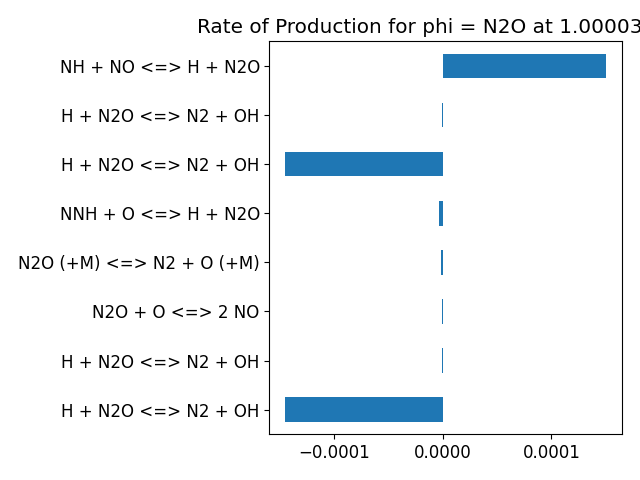 Rate of Production for phi = N2O at 1.00003
NH + NO <=> H + N2O
H + N2O <=> N2 + OH
H + N2O <=> N2 + OH
NNH + O <=> H + N2O
N2O (+M) <=> N2 + O (+M)
N2O + O <=> 2 NO
H + N2O <=> N2 + OH
H + N2O <=> N2 + OH
−0.0001 0.0000 0.0001